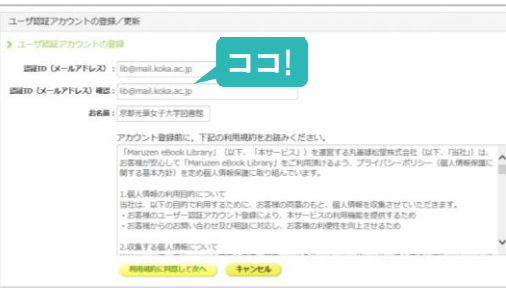 ユーザ認証アカウントの登録／更新
ユーザ認証アカウントの登録
認証ID（メールアドレス）：lib@mail.koka.ac.jp
ココ!
認証ID（メールアドレス）確認：lib@mail.koka.ac.jp
お名前：京都光華女子大学図書館
アカウント登録前に、下記の利用規約をお読みください。
「Maruzen eBook Library」（以下、「本サービス」）を運営する丸善雄松堂株式会社（以下、「当社」）は、
お客様が安心して「Maruzen eBook Library」をご利用頂けるよう、プライバシーポリシー（個人情報保護に
関する基本方針）を定め個人情報保護に取り組んでいます。
1.個人情報の利用目的について
当社は、以下の目的で利用するために、お客様の同意のもと、個人情報を収集させていただきます。
・お客様のユーザー認証アカウント登録により、本サービスの利用機能を提供するため
・お客様からのお問い合わせ及び相談に対応し、お客様の利便性を向上させるため
2.収集する個人情報について
利用規約に同意して次へ
キャンセル